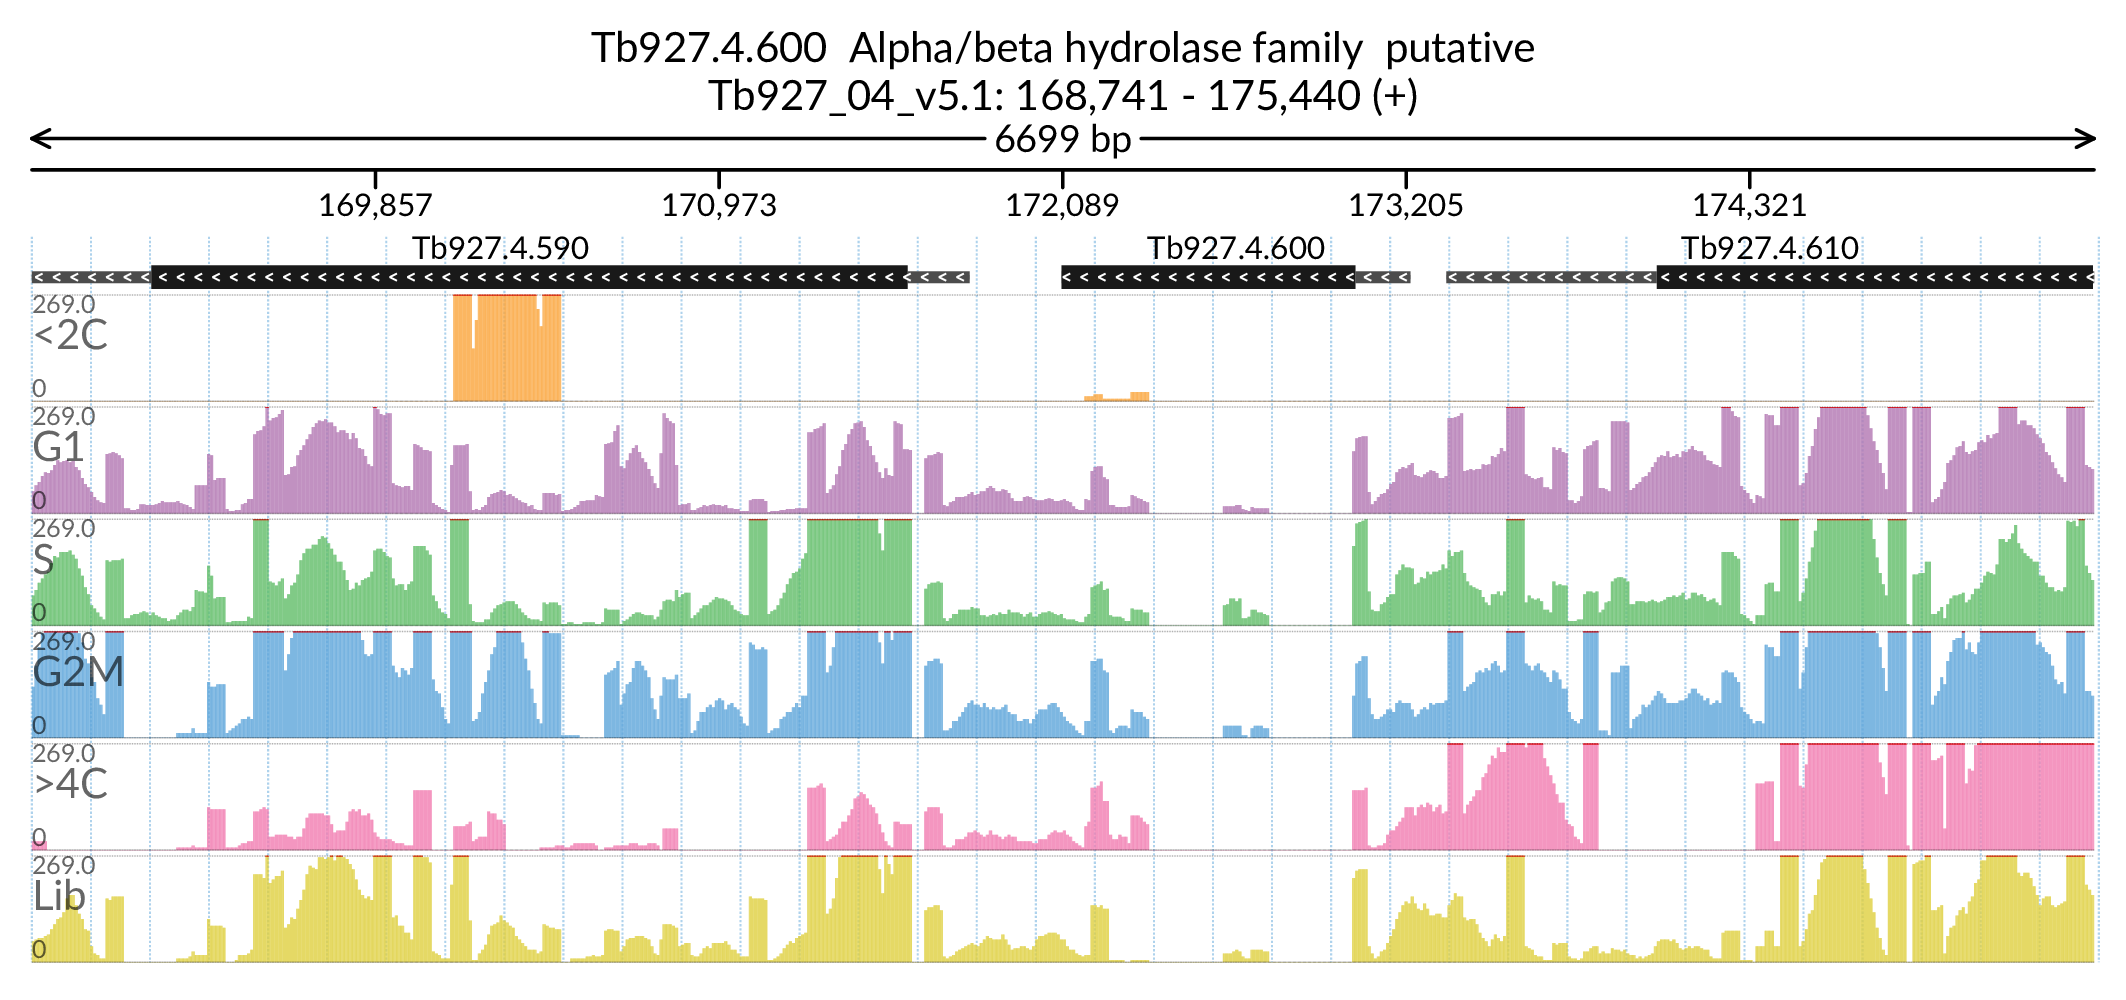 Tb927.4.600  Alpha/beta hydrolase family  putative
Tb927_04_v5.1: 168,741 - 175,440 (+)
6699 bp
169,857 170,973 172,089 173,205 174,321
Tb927.4.590 Tb927.4.600 Tb927.4.610
269.0
<2C
0
269.0
G1
0
269.0
S
0
269.0
G2M
0
269.0
>4C
0
269.0
Lib
0